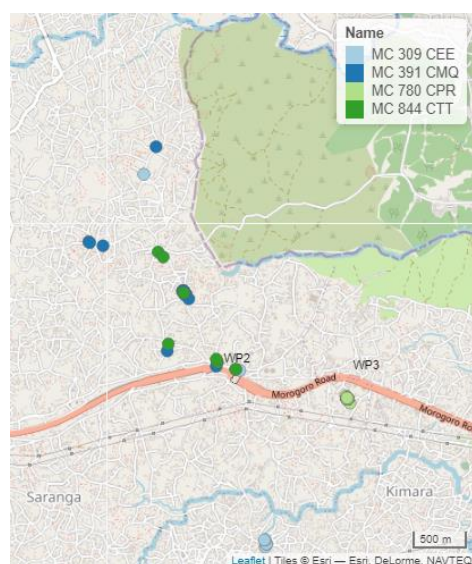 Name
MC 309 CEE
MC 391 CMQ
MC 780 CPR
MC 844 CTT
WP2
WP3
Morogoro Road
Morogoro Ro
Saranga
Kimara
500 m
Leaflet | Tiles © Esri — Esri, DeLorme, NAVTEQ